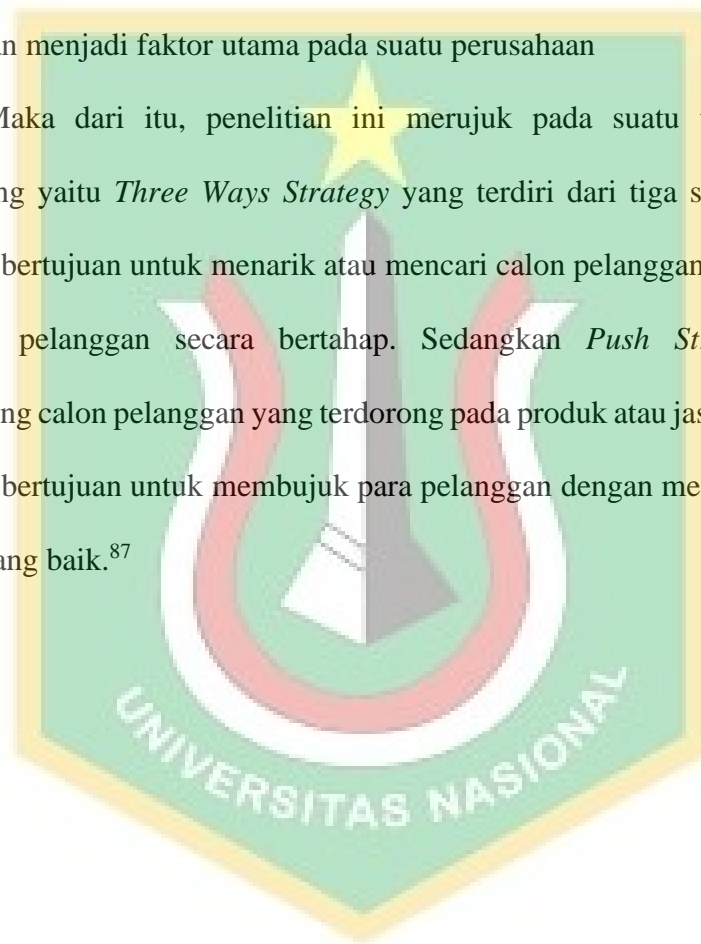 an menjadi faktor utama pada suatu perusahaan
Maka dari itu, penelitian ini merujuk pada suatu
ng yaitu Three Ways Strategy yang terdiri dari tiga s
bertujuan untuk menarik atau mencari calon pelanggan
pelanggan secara bertahap. Sedangkan Push St
ng calon pelanggan yang terdorong pada produk atau jas
bertujuan untuk membujuk para pelanggan dengan me
ang baik.87
UNIVERSITAS NASIONAL